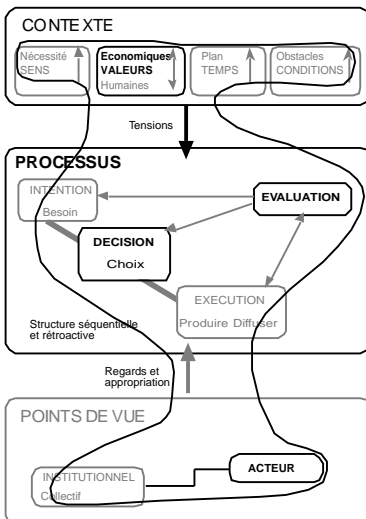 CONTEXTE
Nécessité
SENS
Economiques
VALEURS
Humaines
Plan
TEMPS
Obstacles
CONDITIONS
Tensions
PROCESSUS
INTENTION
Besoin
EVALUATION
DECISION
Choix
EXECUTION
Produire Diffuser
Structure séquentielle
et rétroactive
Regards et
appropriation
POINTS DE VUE
INSTITUTIONNEL
Collectif
ACTEUR